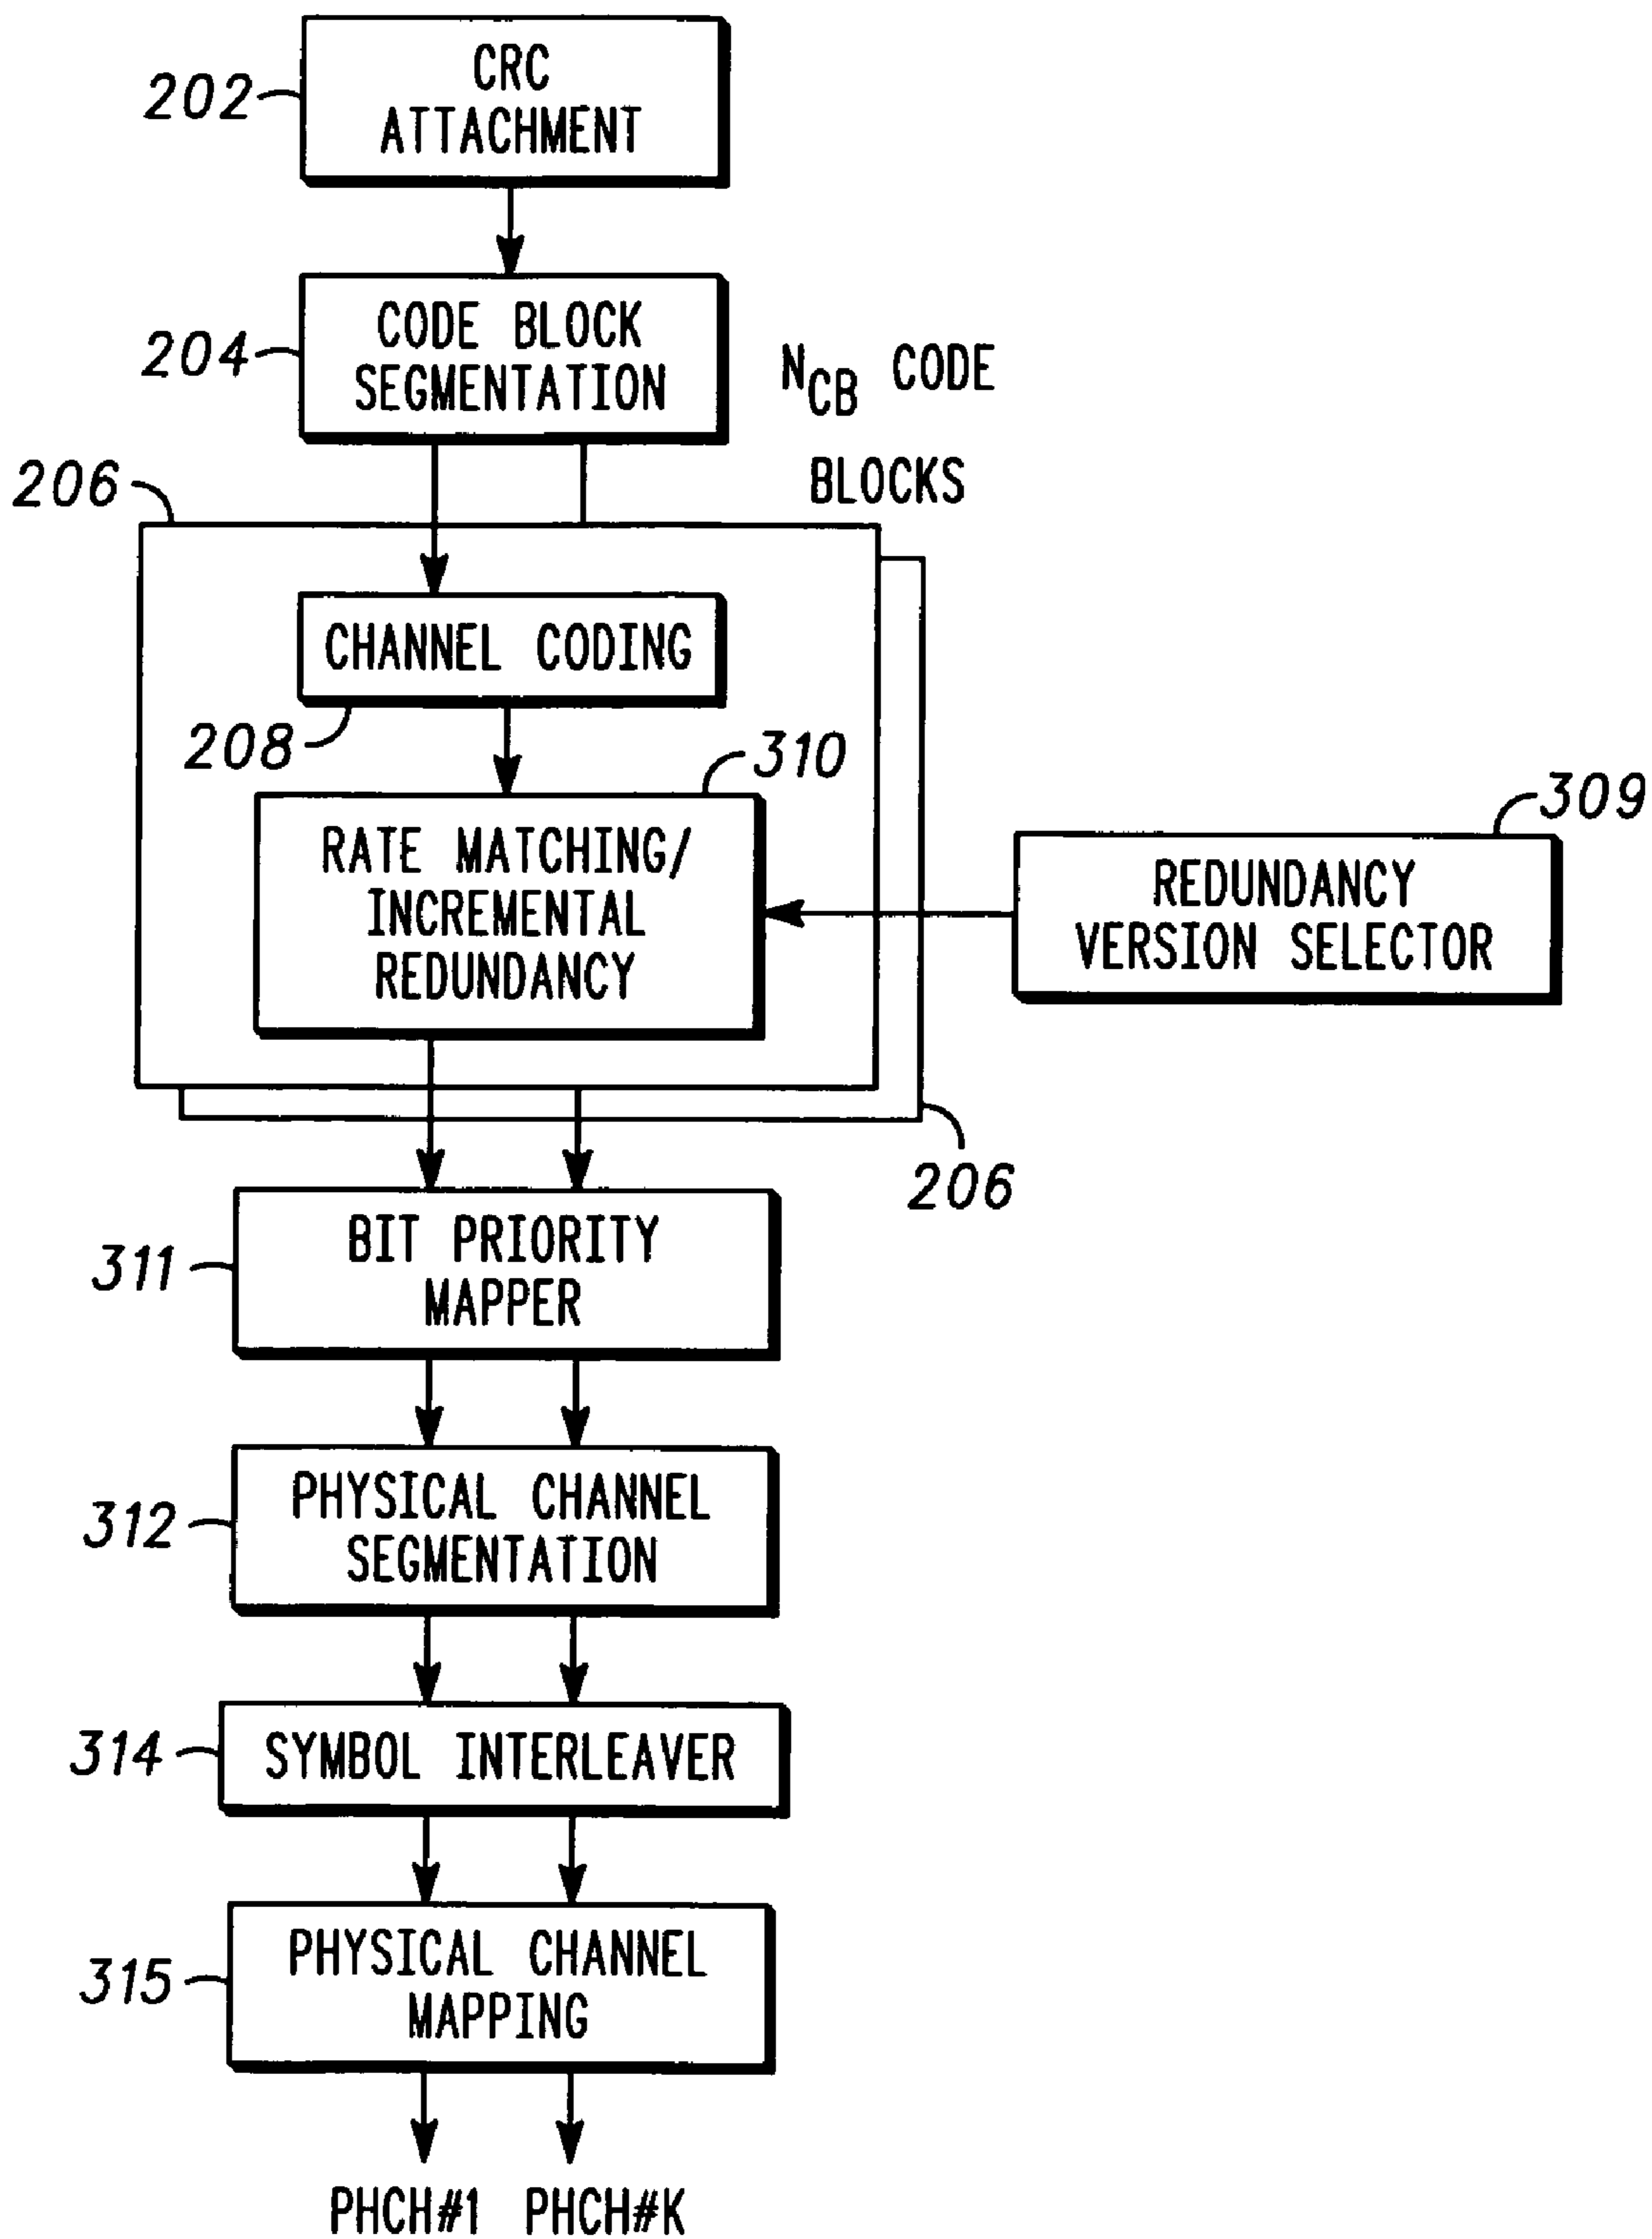 CRC
ATTACHMENT
202
CODE BLOCK
SEGMENTATION
204
NCB CODE
BLOCKS
206
CHANNEL CODING
208
310
RATE MATCHING/
INCREMENTAL
REDUNDANCY
309
REDUNDANCY
VERSION SELECTOR
206
BIT PRIORITY
MAPPER
311
PHYSICAL CHANNEL
SEGMENTATION
312
SYMBOL INTERLEAVER
314
PHYSICAL CHANNEL
MAPPING
315
PHCH#1 PHCH#K